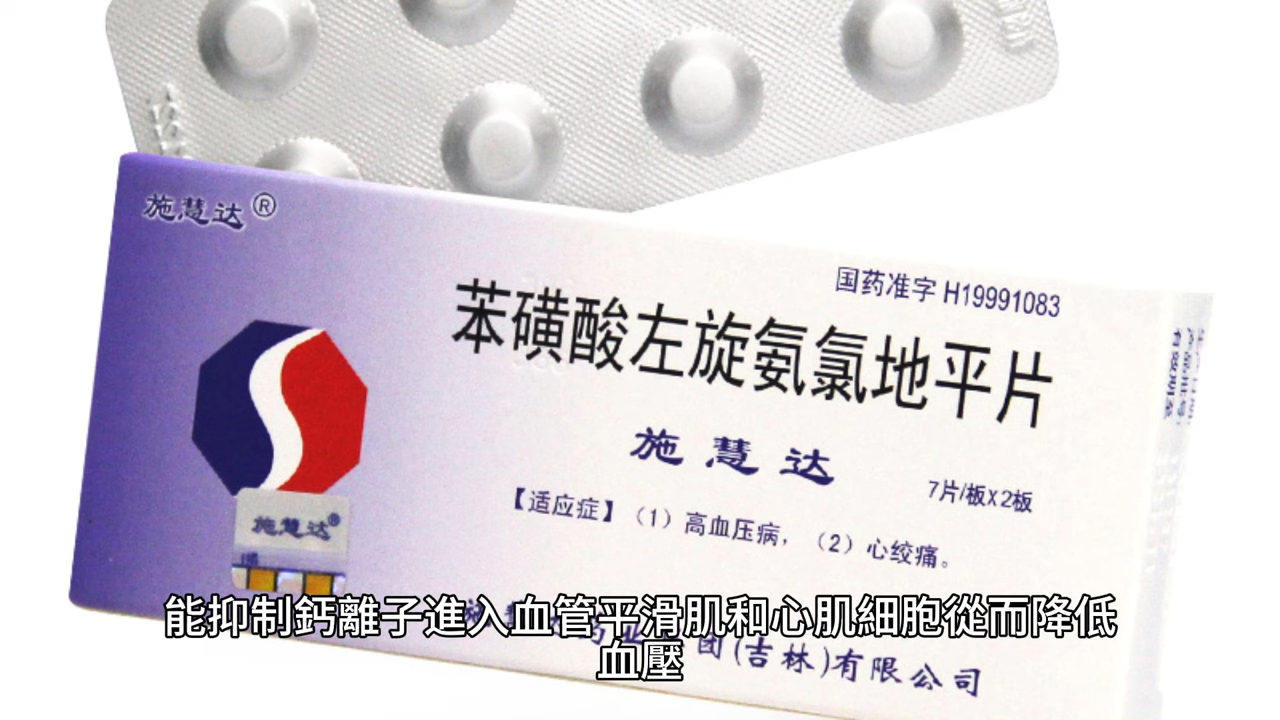 施慧达®
国药准字 H19991083
苯磺酸左旋氨氯地平片
施慧达
7片/板X2板
【适应症】（1）高血压病，（2）心绞痛。
施慧达®
能抑制鈣離子進入血管平滑肌和心肌細胞從而降低
血壓
团(吉林)有限公司